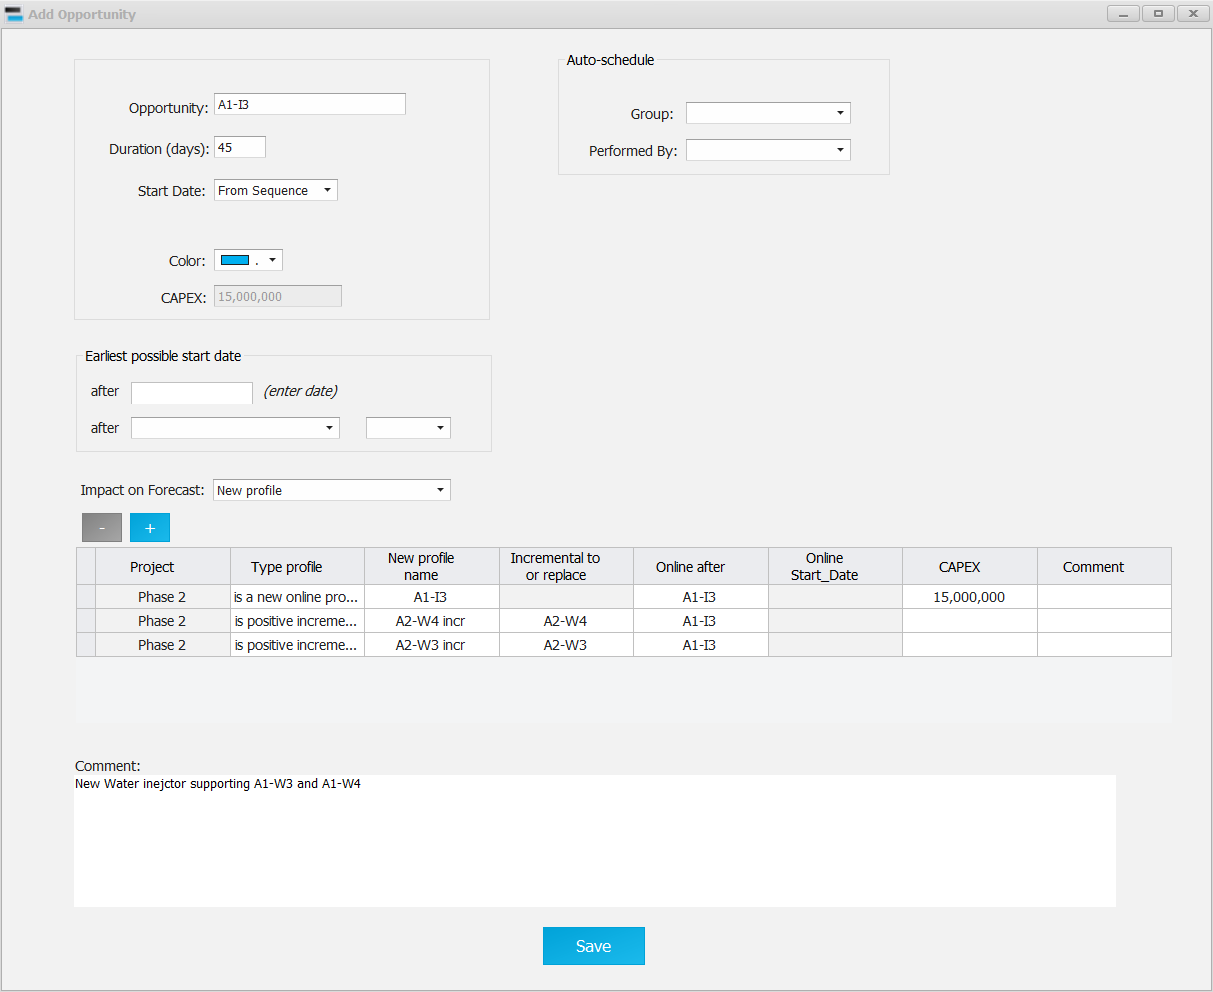 Add Opportunity
Opportunity: A1-I3
Duration (days): 45
Start Date: From Sequence
Color: .
CAPEX: 15,000,000
Auto-schedule
Group:
Performed By:
Earliest possible start date
after (enter date)
after
Impact on Forecast: New profile
- +
Project Type profile New profile name Incremental to or replace Online after Online Start_Date CAPEX Comment
Phase 2 is a new online pro... A1-I3 A1-I3 15,000,000
Phase 2 is positive increme... A2-W4 incr A2-W4 A1-I3
Phase 2 is positive increme... A2-W3 incr A2-W3 A1-I3
Comment:
New Water inejctor supporting A1-W3 and A1-W4
Save